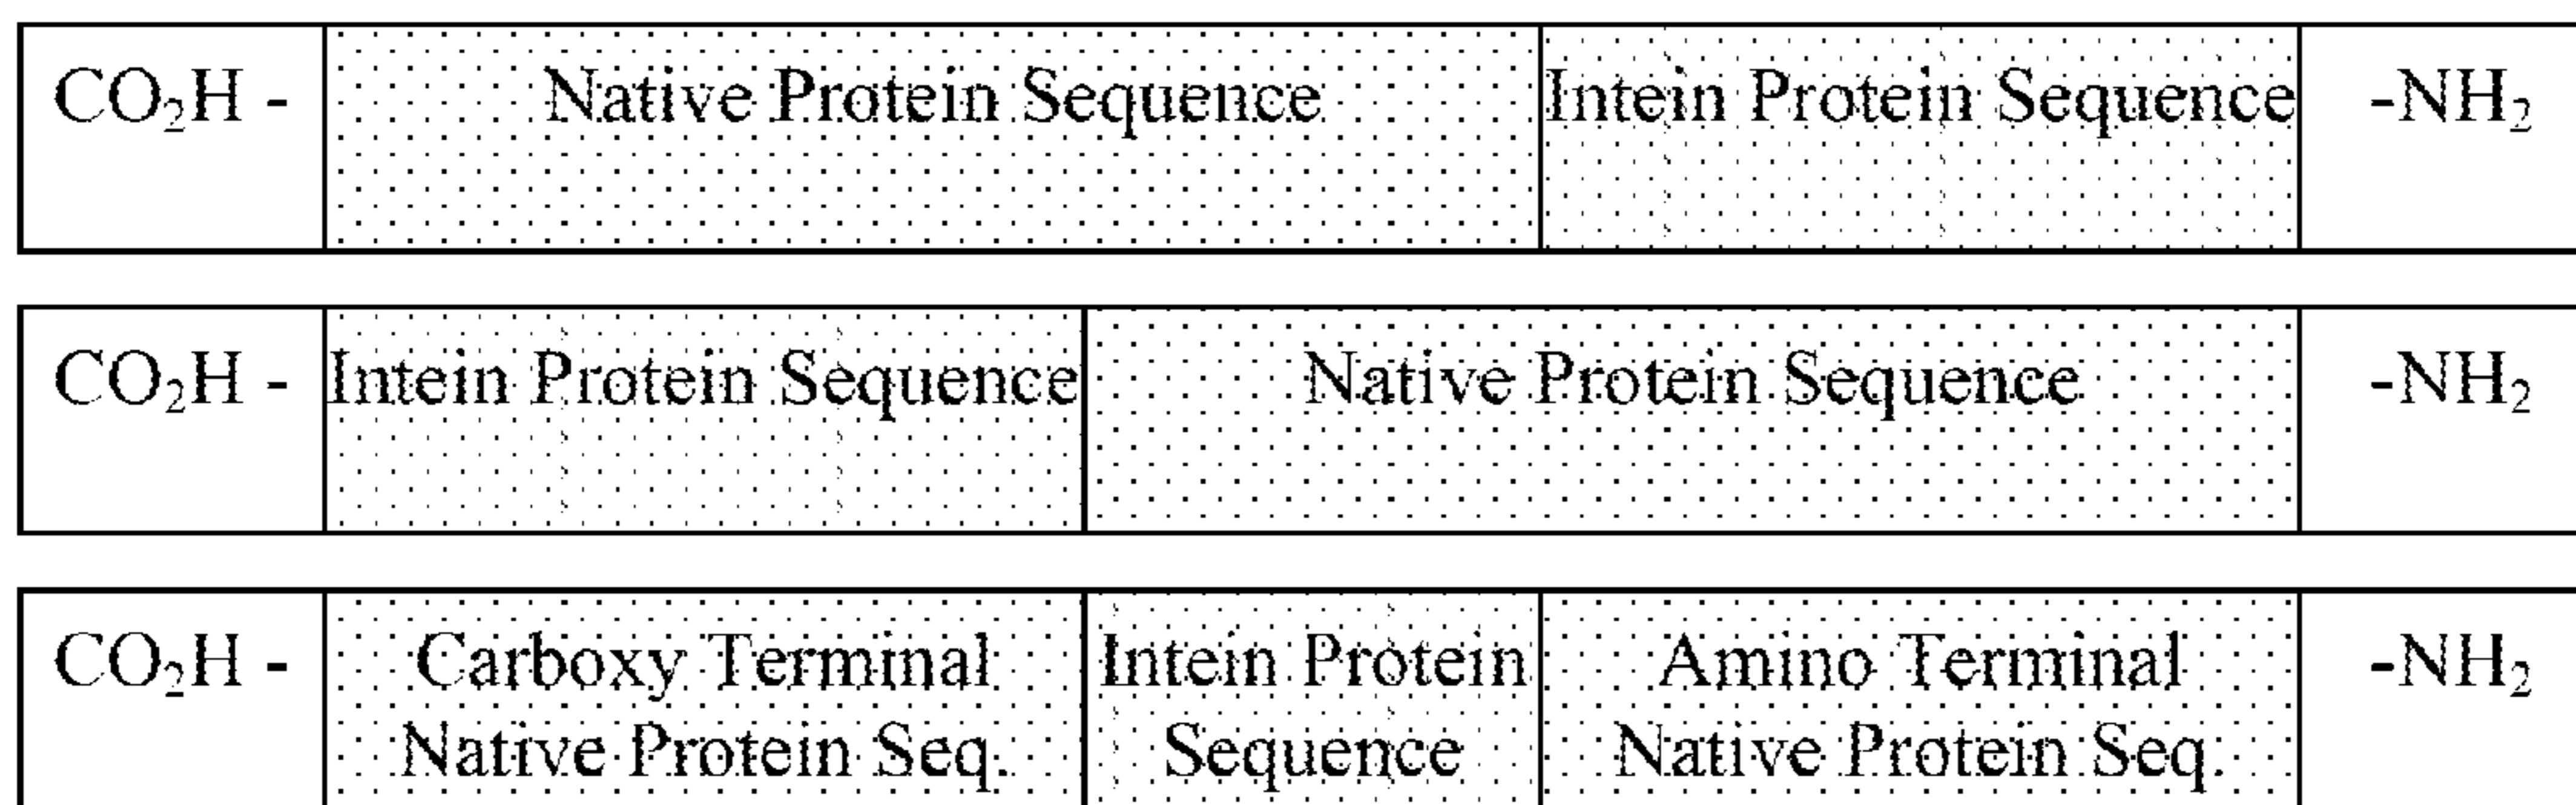 CO₂H - Native Protein Sequence Intein Protein Sequence -NH₂
CO₂H - Intein Protein Sequence Native Protein Sequence -NH₂
CO₂H - Carboxy Terminal Intein Protein Amino Terminal -NH₂
Native Protein Seq. Sequence Native Protein Seq.